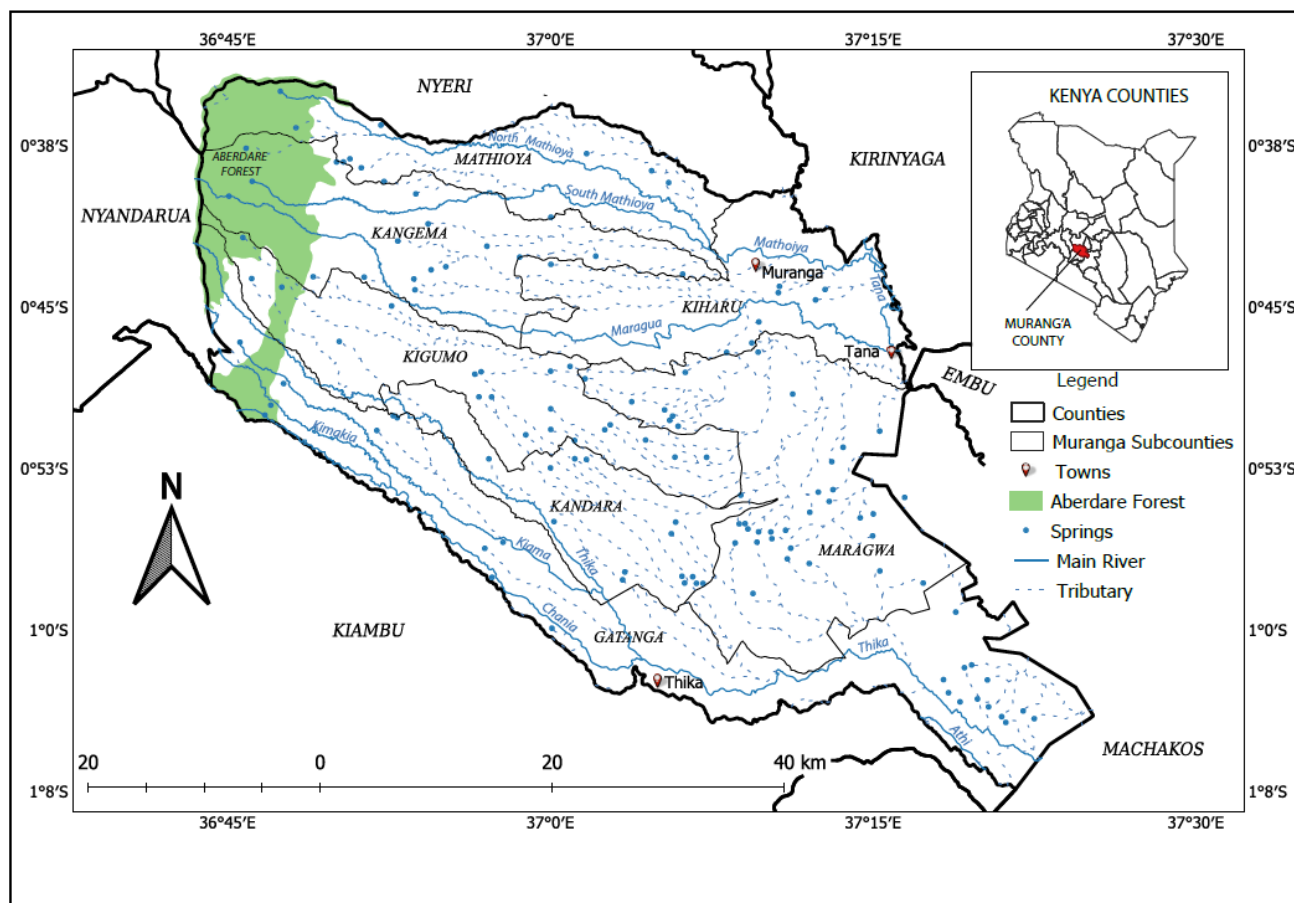 36°45'E
37°0'E
37°15'E
37°30'E
NYERI
KENYA COUNTIES
0°38'S
North Mathioya
MATHIOYA
KIRINYAGA
0°38'S
ABERDARE
FOREST
South Mathioya
NYANDARUA
KANGEMA
Mathoiya
Muranga
Tana
0°45'S
KIHARU
Maragua
MURANG'A
COUNTY
0°45'S
KIGUMO
Tana
EMBU
Legend
Counties
Muranga Subcounties
Kimakia
0°53'S
Towns
0°53'S
N
Aberdare Forest
KANDARA
Springs
Kiama
Thika
MARAGWA
Main River
Tributary
Chania
1°0'S
KIAMBU
GATANGA
Thika
1°0'S
Thika
Athi
MACHAKOS
20
0
20
40 km
1°8'S
1°8'S
36°45'E
37°0'E
37°15'E
37°30'E